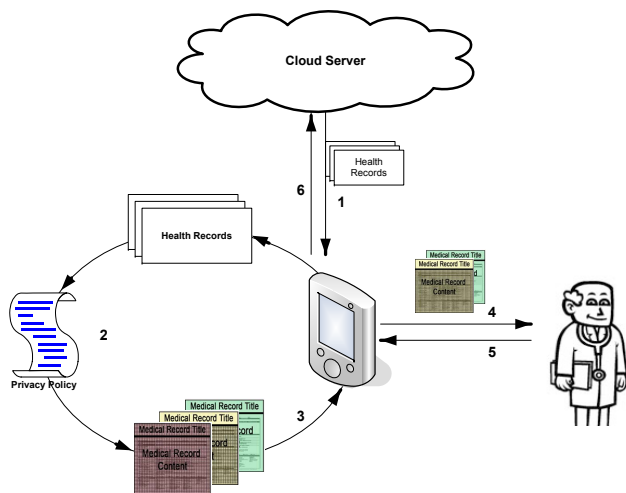 Cloud Server
Health
Records
6
1
Health Records
Medical Record Title
Medical Record Title
Medical Record
Content
4
5
2
Privacy Policy
3
Medical Record Title
Medical Record Title
Medical Record Title
Medical Record
Content